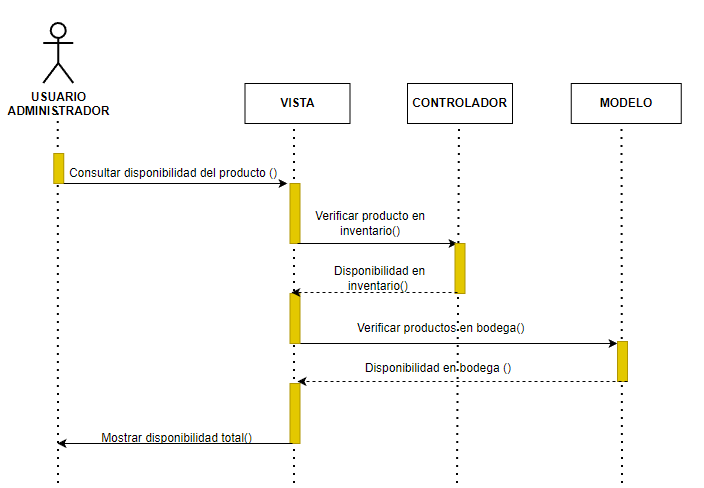 USUARIO
ADMINISTRADOR
VISTA
CONTROLADOR
MODELO
Consultar disponibilidad del producto ()
Verificar producto en
inventario()
Disponibilidad en
inventario()
Verificar productos en bodega()
Disponibilidad en bodega ()
Mostrar disponibilidad total()